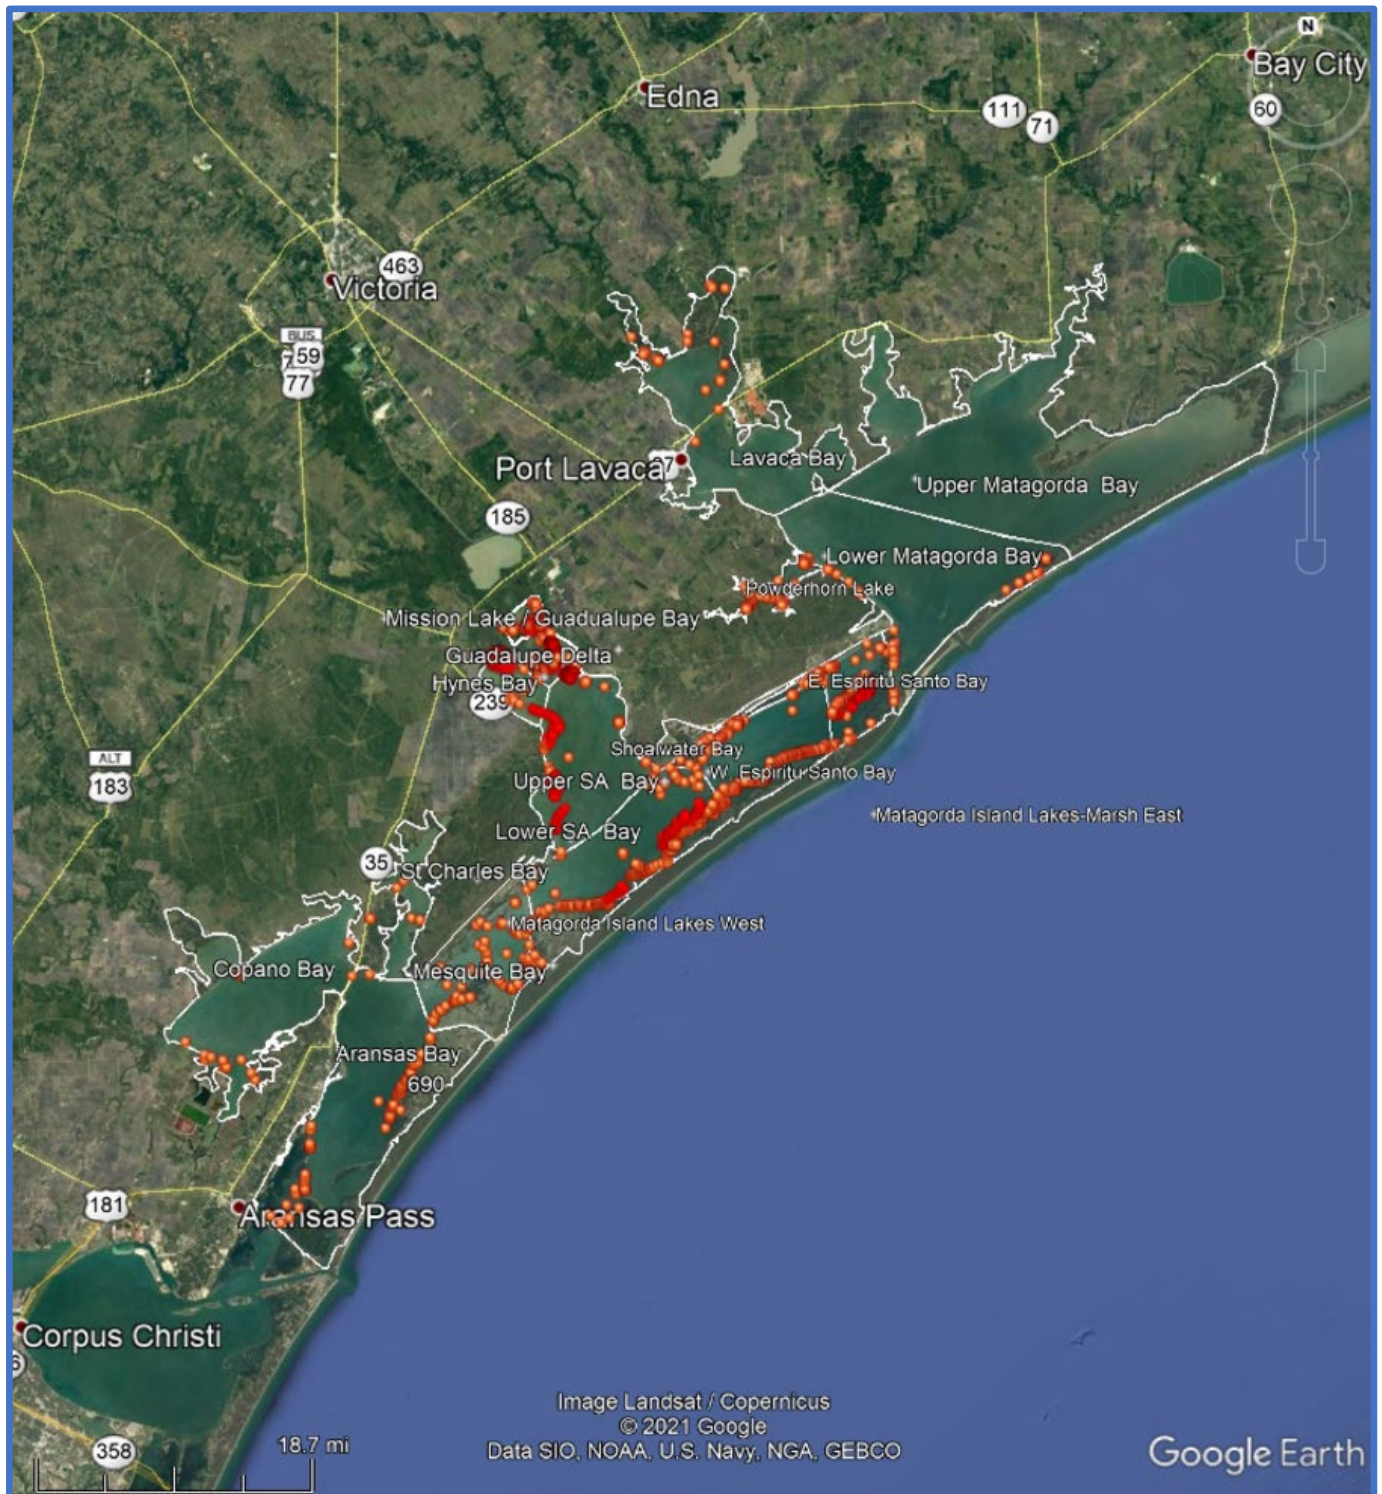 N
Bay City
Edna
111
71
60
463
Victoria
BUS
59
77
Lavaca Bay
Port Lavaca
Upper Matagorda  Bay
185
Lower Matagorda Bay
Powderhorn Lake
Mission Lake / Guadualupe Bay
Guadalupe Delta
Hynes Bay
E. Espiritu Santo Bay
239
Shoalwater Bay
ALT
183
W. Espiritu Santo Bay
Upper SA  Bay
Matagorda Island Lakes-Marsh East
Lower SA  Bay
35
St Charles Bay
Matagorda Island Lakes West
Copano Bay
Mesquite Bay
Aransas Bay
690
181
Aransas Pass
Corpus Christi
Image Landsat / Copernicus
© 2021 Google
Data SIO, NOAA, U.S. Navy, NGA, GEBCO
358
18.7 mi
Google Earth